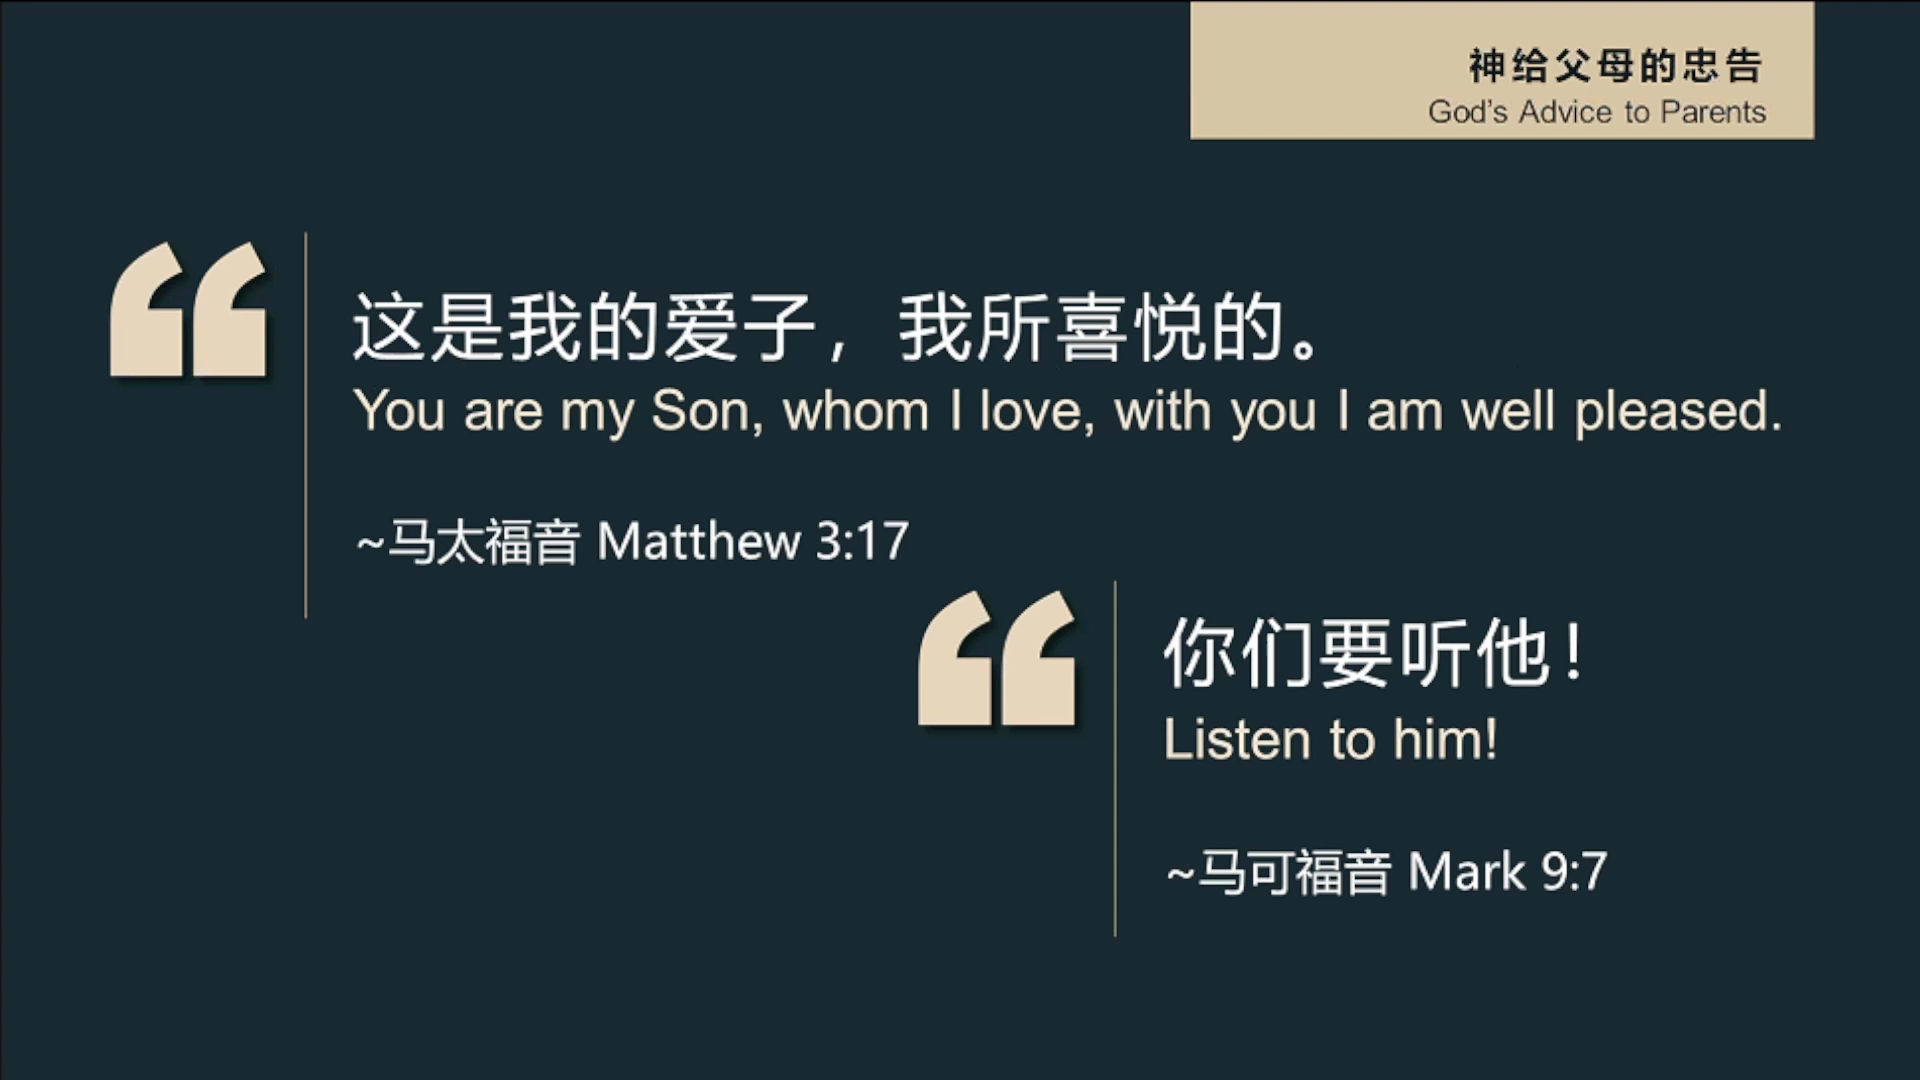 神给父母的忠告
God's Advice to Parents
这是我的爱子，我所喜悦的。
You are my Son, whom I love, with you I am well pleased.
~马太福音 Matthew 3:17
你们要听他！
Listen to him!
~马可福音 Mark 9:7